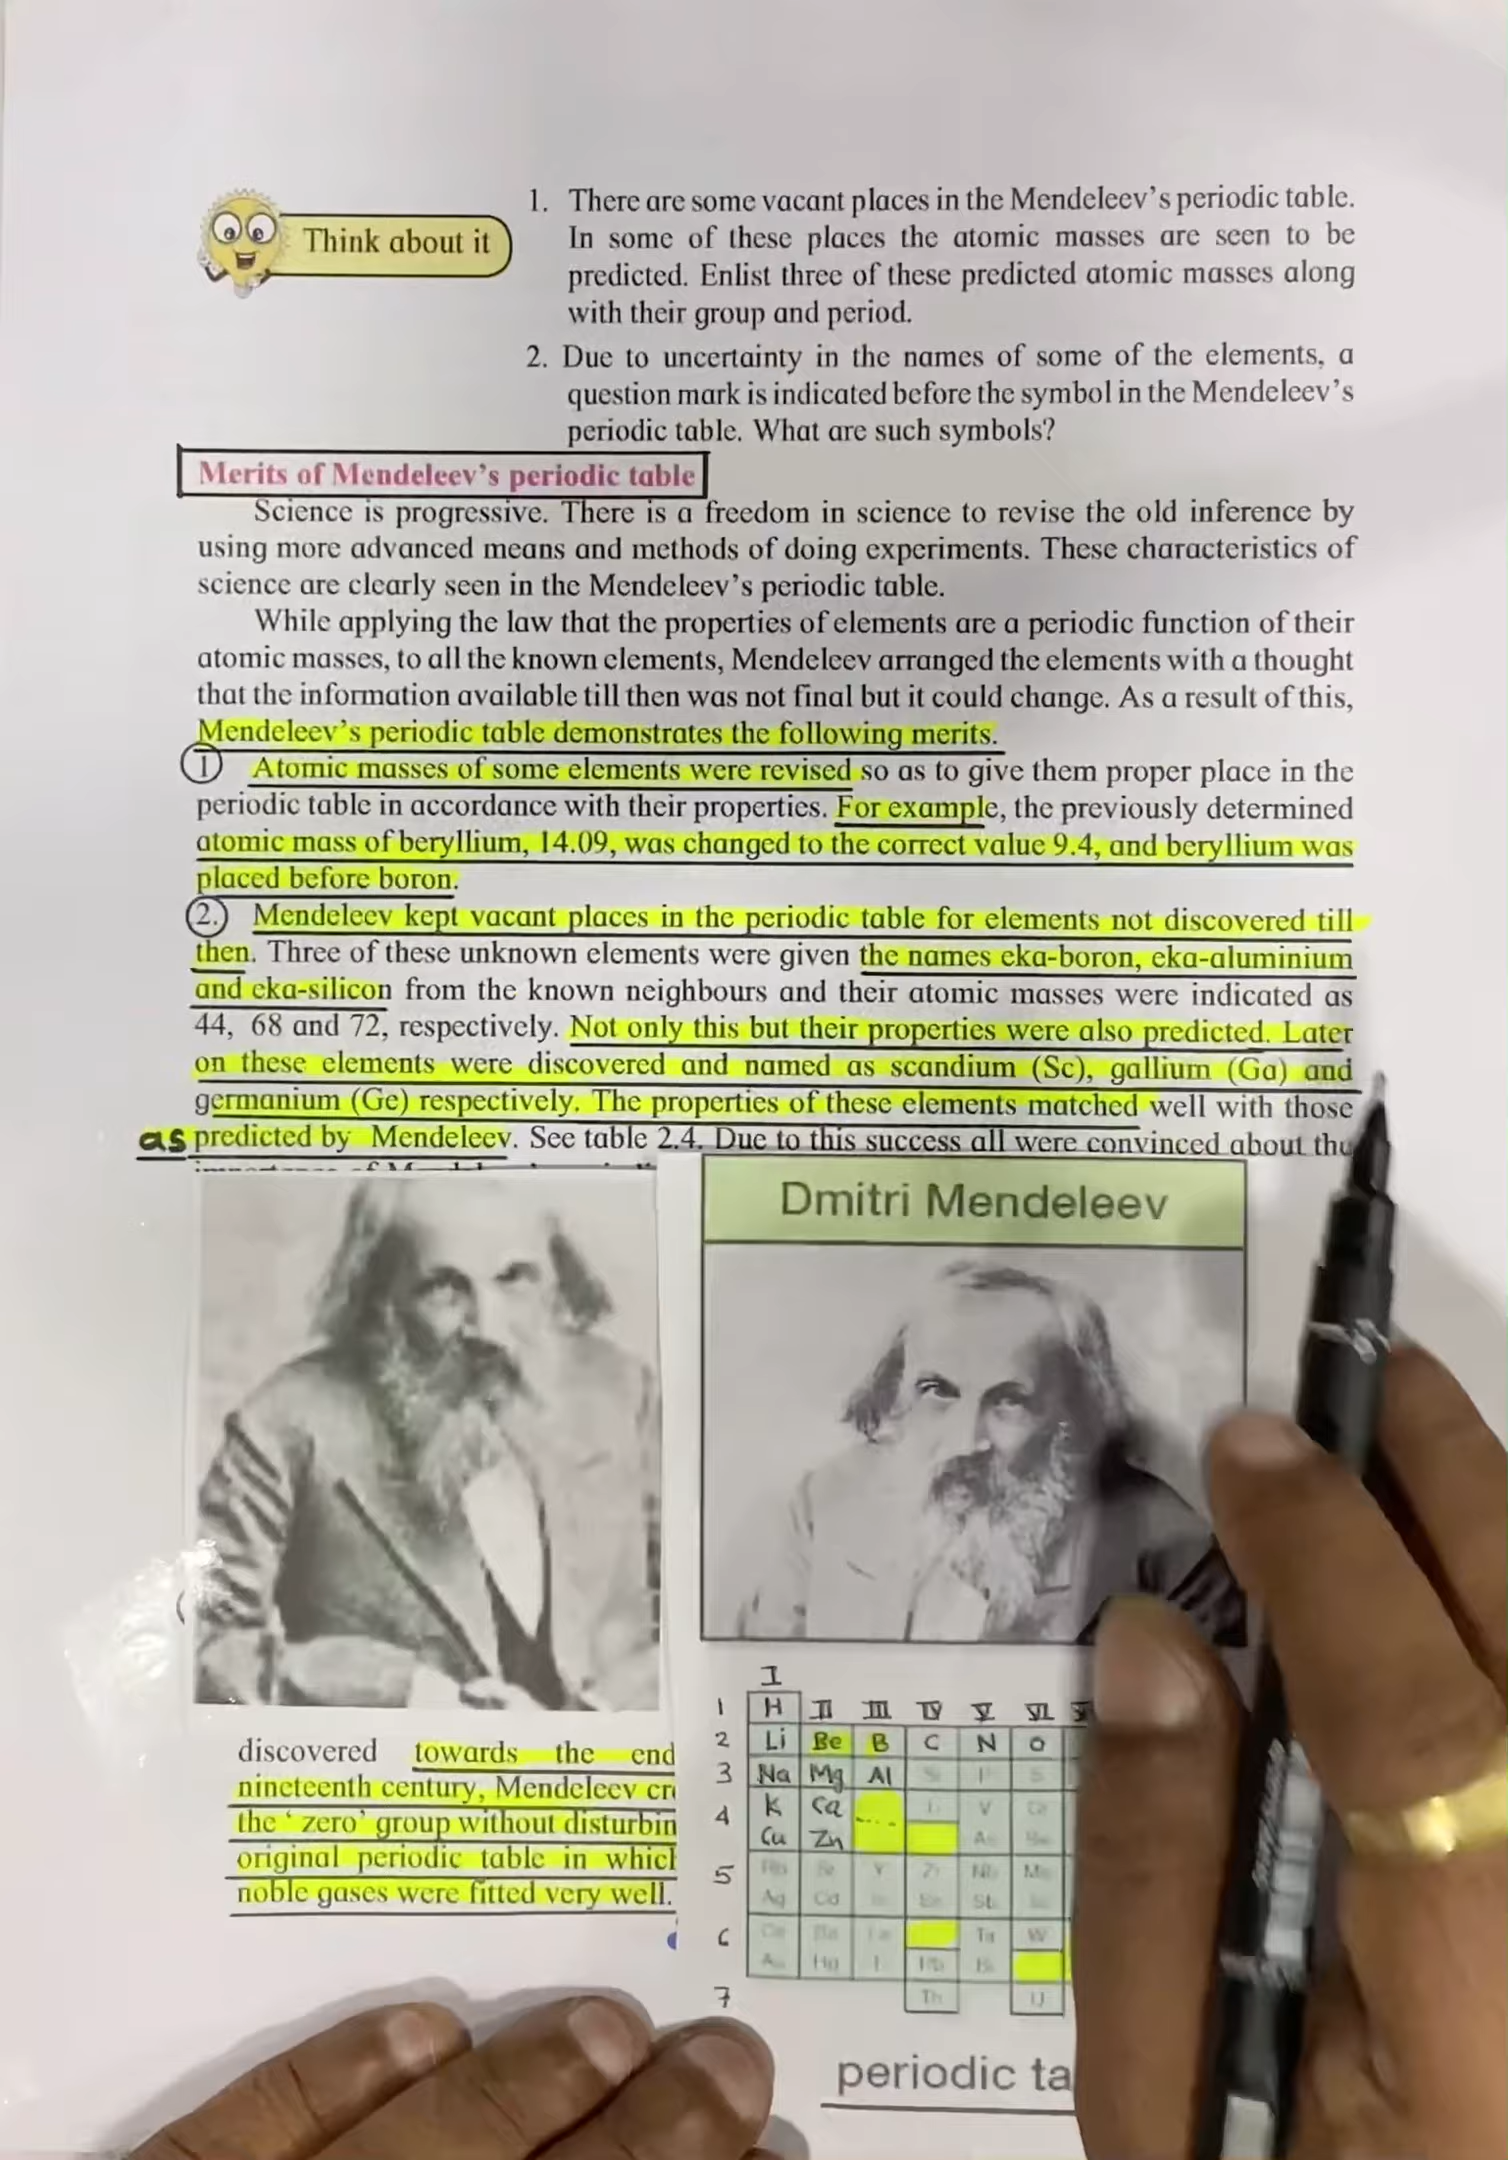 Think about it
1. There are some vacant places in the Mendeleev's periodic table.
In some of these places the atomic masses are seen to be
predicted. Enlist three of these predicted atomic masses along
with their group and period.
2. Due to uncertainty in the names of some of the elements, a
question mark is indicated before the symbol in the Mendeleev's
periodic table. What are such symbols?
Merits of Mendeleev's periodic table
Science is progressive. There is a freedom in science to revise the old inference by
using more advanced means and methods of doing experiments. These characteristics of
science are clearly seen in the Mendeleev's periodic table.
While applying the law that the properties of elements are a periodic function of their
atomic masses, to all the known elements, Mendeleev arranged the elements with a thought
that the information available till then was not final but it could change. As a result of this,
Mendeleev's periodic table demonstrates the following merits.
1 Atomic masses of some elements were revised so as to give them proper place in the
periodic table in accordance with their properties. For example, the previously determined
atomic mass of beryllium, 14.09, was changed to the correct value 9.4, and beryllium was
placed before boron.
2. Mendeleev kept vacant places in the periodic table for elements not discovered till
then. Three of these unknown elements were given the names eka-boron, eka-aluminium
and eka-silicon from the known neighbours and their atomic masses were indicated as
44, 68 and 72, respectively. Not only this but their properties were also predicted. Later
on these elements were discovered and named as scandium (Sc), gallium (Ga) and
germanium (Ge) respectively. The properties of these elements matched well with those
as predicted by Mendeleev. See table 2.4. Due to this success all were convinced about the
Dmitri Mendeleev
discovered towards the end
nineteenth century, Mendeleev
the 'zero' group without
original periodic table in
noble gases were fitted very well.
I
1 H II III IV V VI
2 Li Be B C N O
3 Na Mg Al
4 K Ca V
Cu Zn
5 Y
Ag Cd
6 Ta W
Hg
7 Th U
periodic